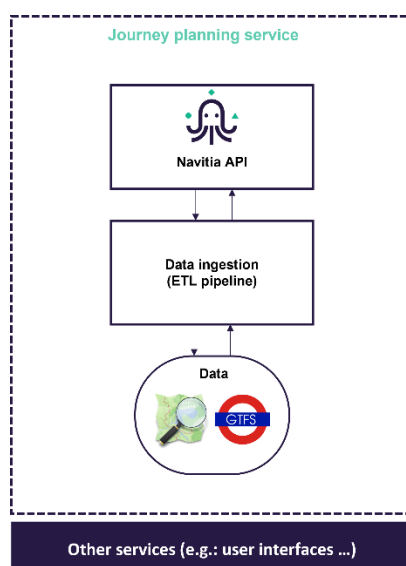 Journey planning service
Navitia API
Data ingestion
(ETL pipeline)
Data
GTFS
Other services (e.g.: user interfaces ...)